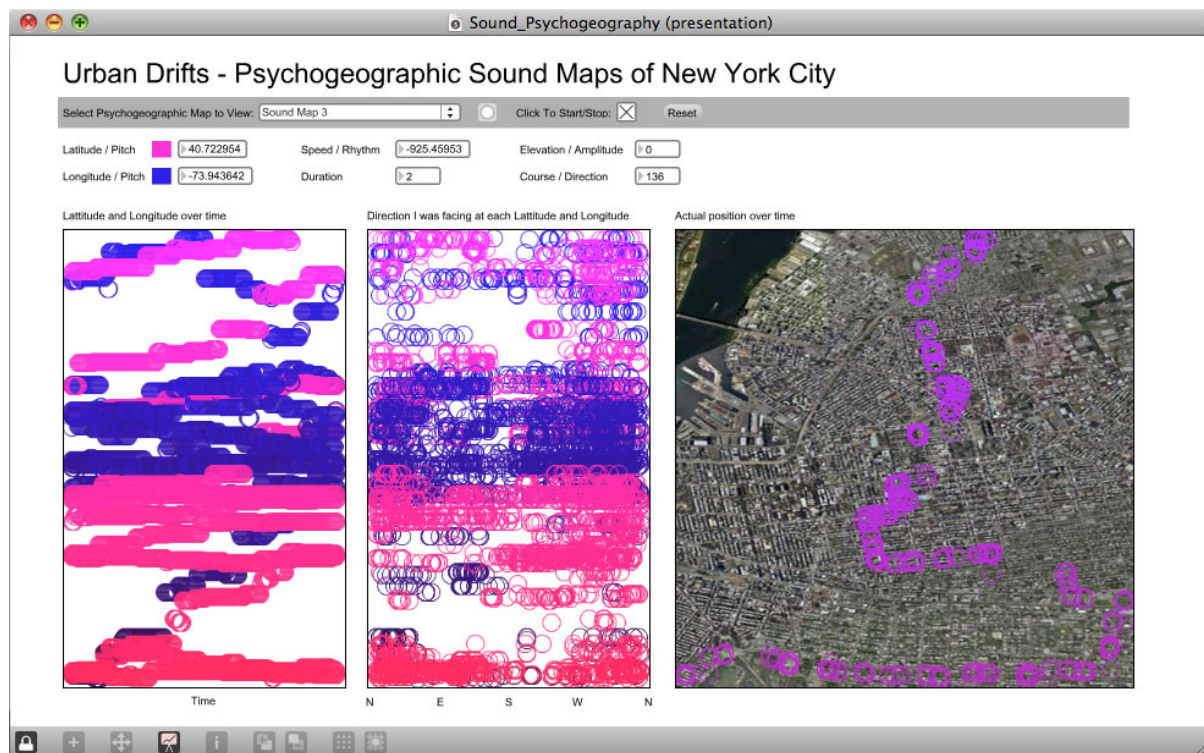 Sound_Psychogeography (presentation)
Urban Drifts - Psychogeographic Sound Maps of New York City
Select Psychogeographic Map to View: Sound Map 3 Click To Start/Stop: Reset
Latitude / Pitch 40.722954 Speed / Rhythm -925.45953 Elevation / Amplitude 0
Longitude / Pitch -73.943642 Duration 2 Course / Direction 136
Lattitude and Longitude over time Direction I was facing at each Lattitude and Longitude Actual position over time
Time N E S W N